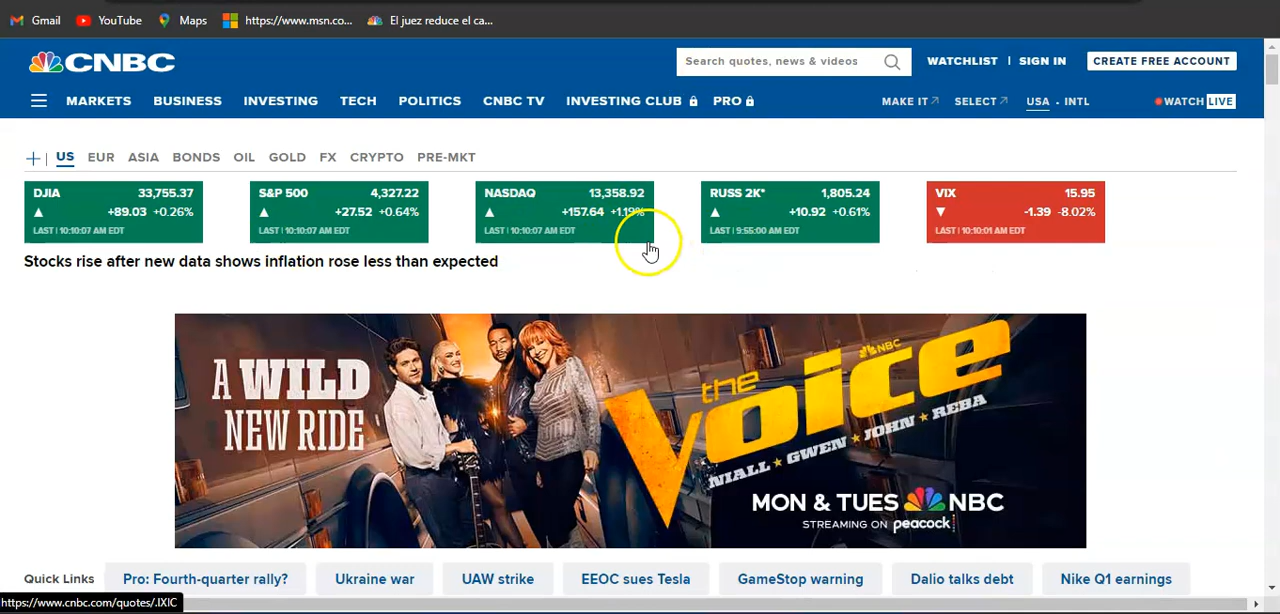 Gmail YouTube Maps https://www.msn.co... El juez reduce el ca...
CNBC Search quotes, news & videos WATCHLIST | SIGN IN CREATE FREE ACCOUNT
MARKETS BUSINESS INVESTING TECH POLITICS CNBC TV INVESTING CLUB PRO MAKE IT SELECT USA - INTL WATCH LIVE
+ | US EUR ASIA BONDS OIL GOLD FX CRYPTO PRE-MKT
DJIA 33,755.37
▲ +89.03 +0.26%
LAST | 10:10:07 AM EDT
S&P 500 4,327.22
▲ +27.52 +0.64%
LAST | 10:10:07 AM EDT
NASDAQ 13,358.92
▲ +157.64 +1.19%
LAST | 10:10:07 AM EDT
RUSS 2K* 1,805.24
▲ +10.92 +0.61%
LAST | 9:55:00 AM EDT
VIX 15.95
▼ -1.39 -8.02%
LAST | 10:10:01 AM EDT
Stocks rise after new data shows inflation rose less than expected
A WILD
NEW RIDE
NBC
the
Voice
NIALL ★ GWEN ★ JOHN ★ REBA
MON & TUES NBC
STREAMING ON peacock
Quick Links Pro: Fourth-quarter rally? Ukraine war UAW strike EEOC sues Tesla GameStop warning Dalio talks debt Nike Q1 earnings
https://www.cnbc.com/quotes/.IXIC